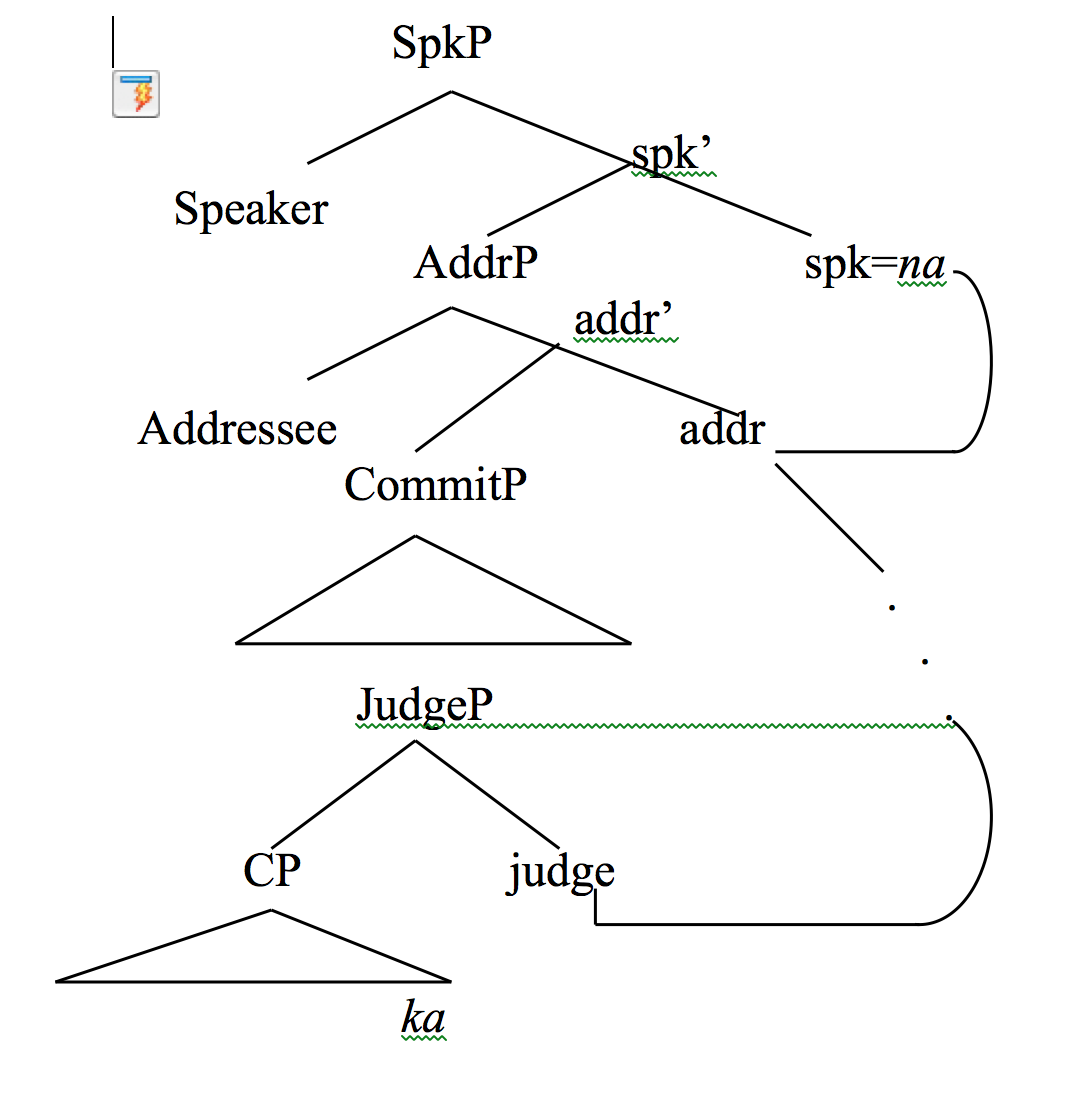 SpkP
spk’
Speaker
AddrP
spk=na
addr’
Addressee
addr
CommitP
.
.
JudgeP .
CP
judge
ka